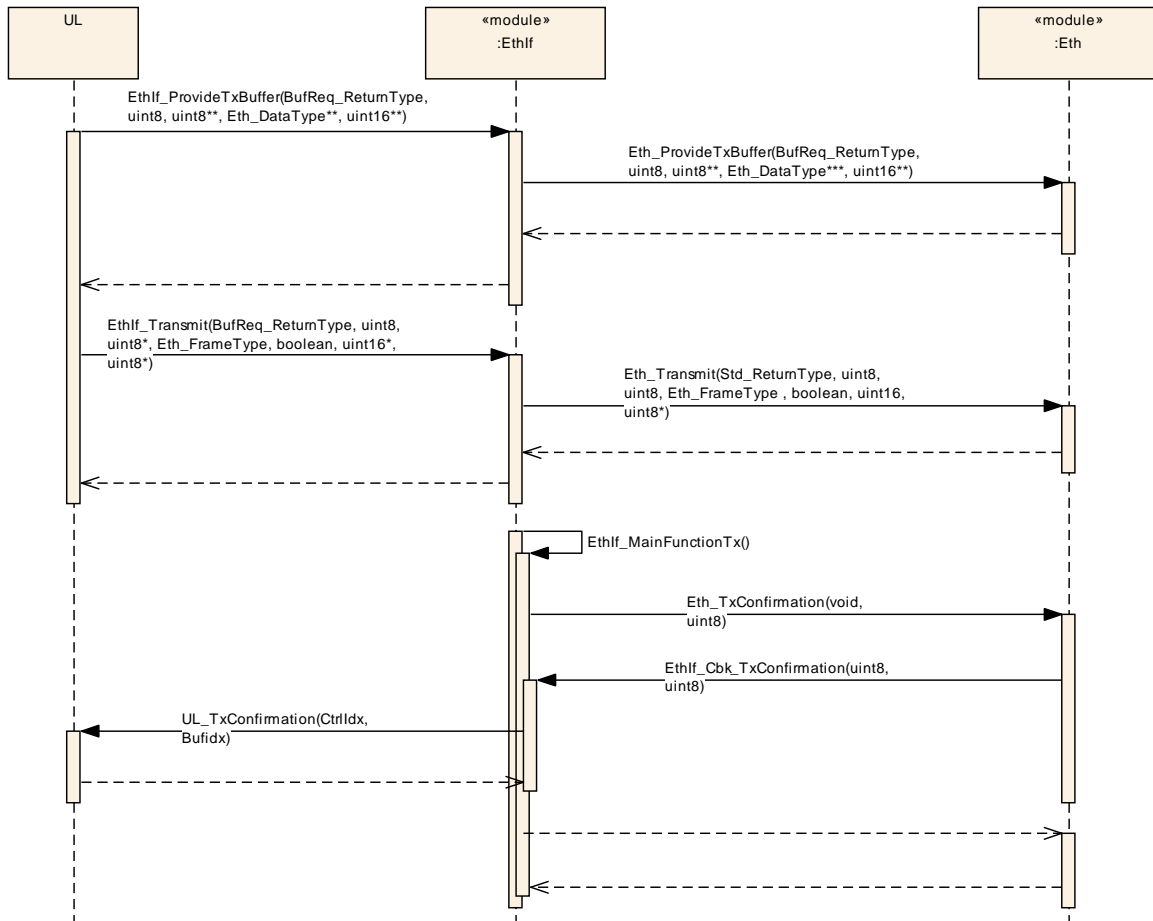 UL
«module»
:EthIf
«module»
:Eth
EthIf_ProvideTxBuffer(BufReq_ReturnType,
uint8, uint8**, Eth_DataType**, uint16**)
Eth_ProvideTxBuffer(BufReq_ReturnType,
uint8, uint8**, Eth_DataType***, uint16**)
EthIf_Transmit(BufReq_ReturnType, uint8,
uint8*, Eth_FrameType, boolean, uint16*,
uint8*)
Eth_Transmit(Std_ReturnType, uint8,
uint8, Eth_FrameType , boolean, uint16,
uint8*)
EthIf_MainFunctionTx()
Eth_TxConfirmation(void,
uint8)
EthIf_Cbk_TxConfirmation(uint8,
uint8)
UL_TxConfirmation(CtrlIdx,
Bufidx)